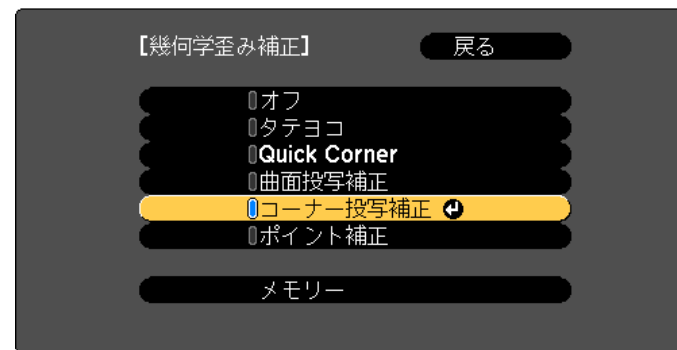 【幾何学歪み補正】 戻る
オフ
タテヨコ
Quick Corner
曲面投写補正
コーナー投写補正
ポイント補正
メモリー